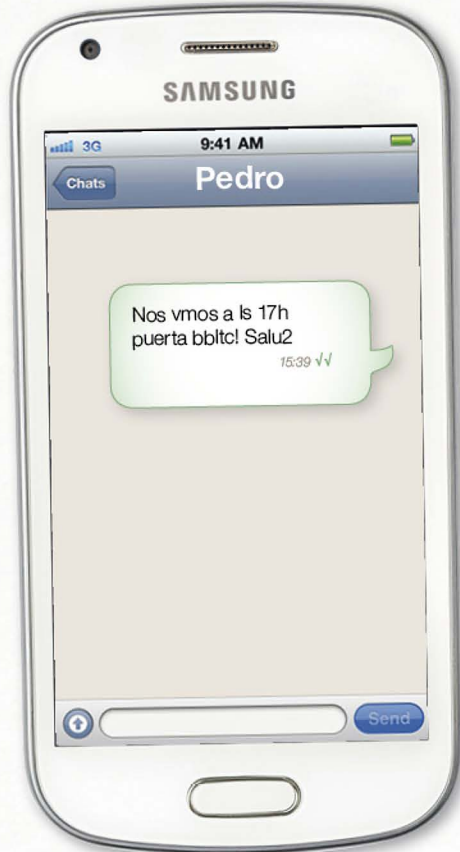 SAMSUNG
3G 9:41 AM
Chats Pedro
Nos vmos a ls 17h
puerta bbltc! Salu2
15:39 √√
Send